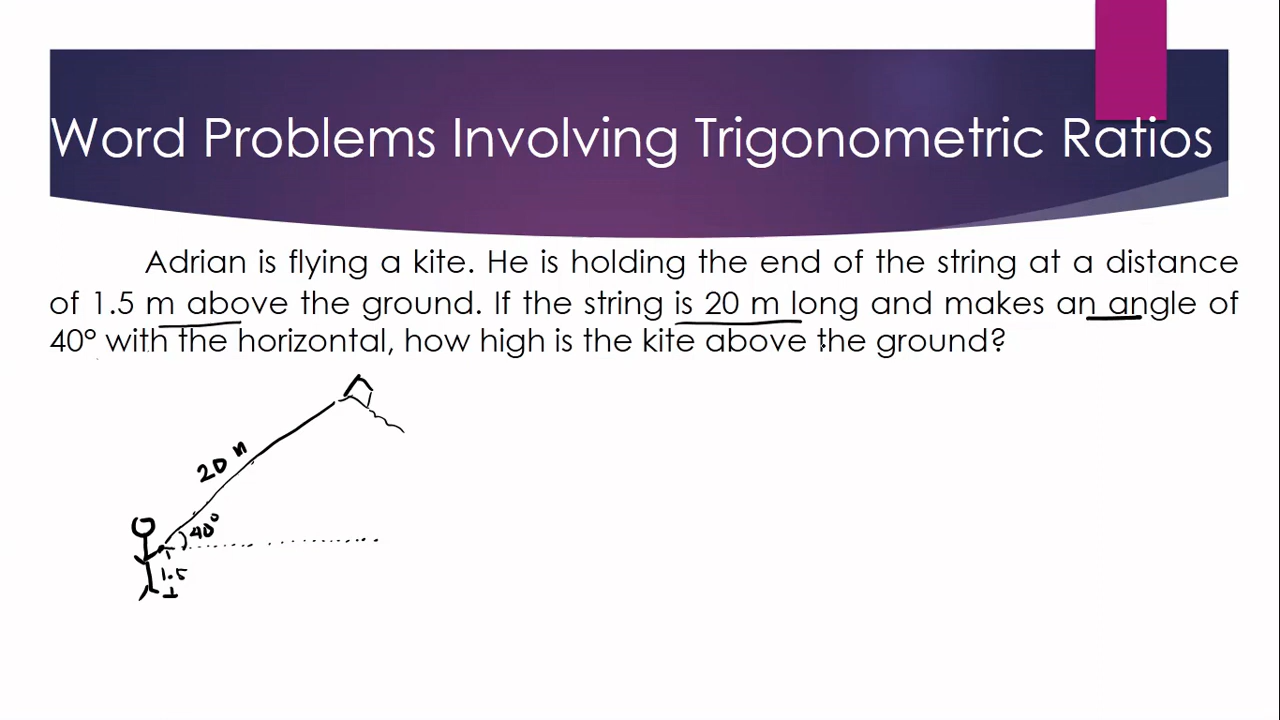 Word Problems Involving Trigonometric Ratios
Adrian is flying a kite. He is holding the end of the string at a distance
of 1.5 m above the ground. If the string is 20 m long and makes an angle of
40° with the horizontal, how high is the kite above the ground?
20 m
40°
1.5